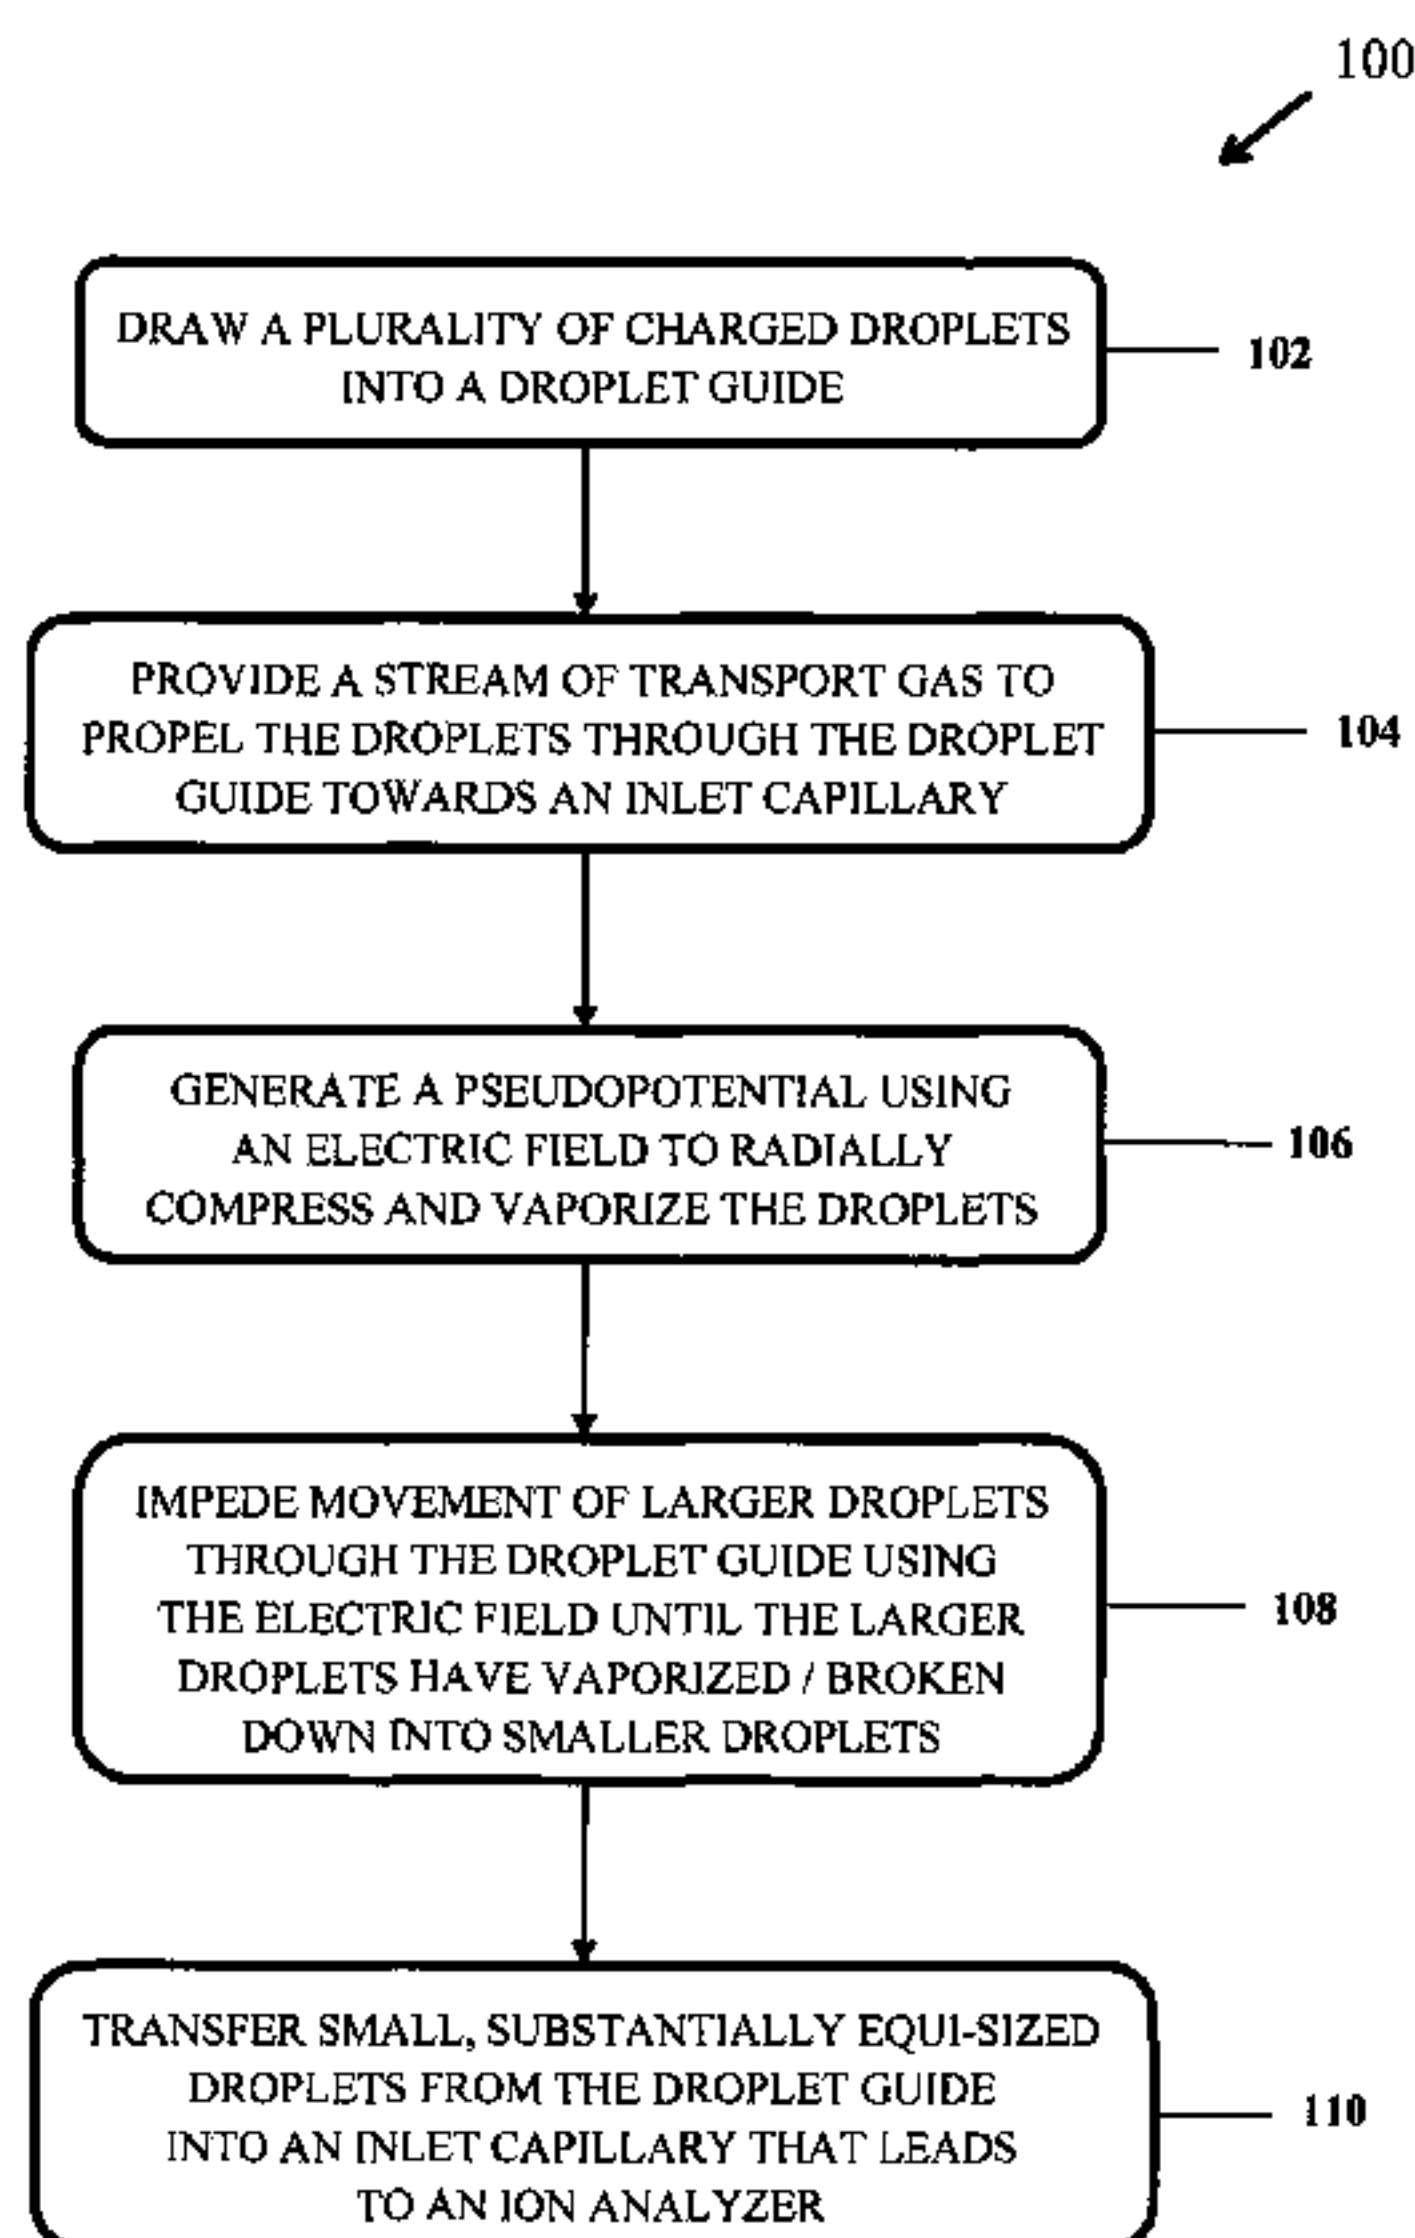 100
DRAW A PLURALITY OF CHARGED DROPLETS
INTO A DROPLET GUIDE
102
PROVIDE A STREAM OF TRANSPORT GAS TO
PROPEL THE DROPLETS THROUGH THE DROPLET
GUIDE TOWARDS AN INLET CAPILLARY
104
GENERATE A PSEUDOPOTENTIAL USING
AN ELECTRIC FIELD TO RADIALLY
COMPRESS AND VAPORIZE THE DROPLETS
106
IMPEDE MOVEMENT OF LARGER DROPLETS
THROUGH THE DROPLET GUIDE USING
THE ELECTRIC FIELD UNTIL THE LARGER
DROPLETS HAVE VAPORIZED / BROKEN
DOWN INTO SMALLER DROPLETS
108
TRANSFER SMALL, SUBSTANTIALLY EQUI-SIZED
DROPLETS FROM THE DROPLET GUIDE
INTO AN INLET CAPILLARY THAT LEADS
TO AN ION ANALYZER
110